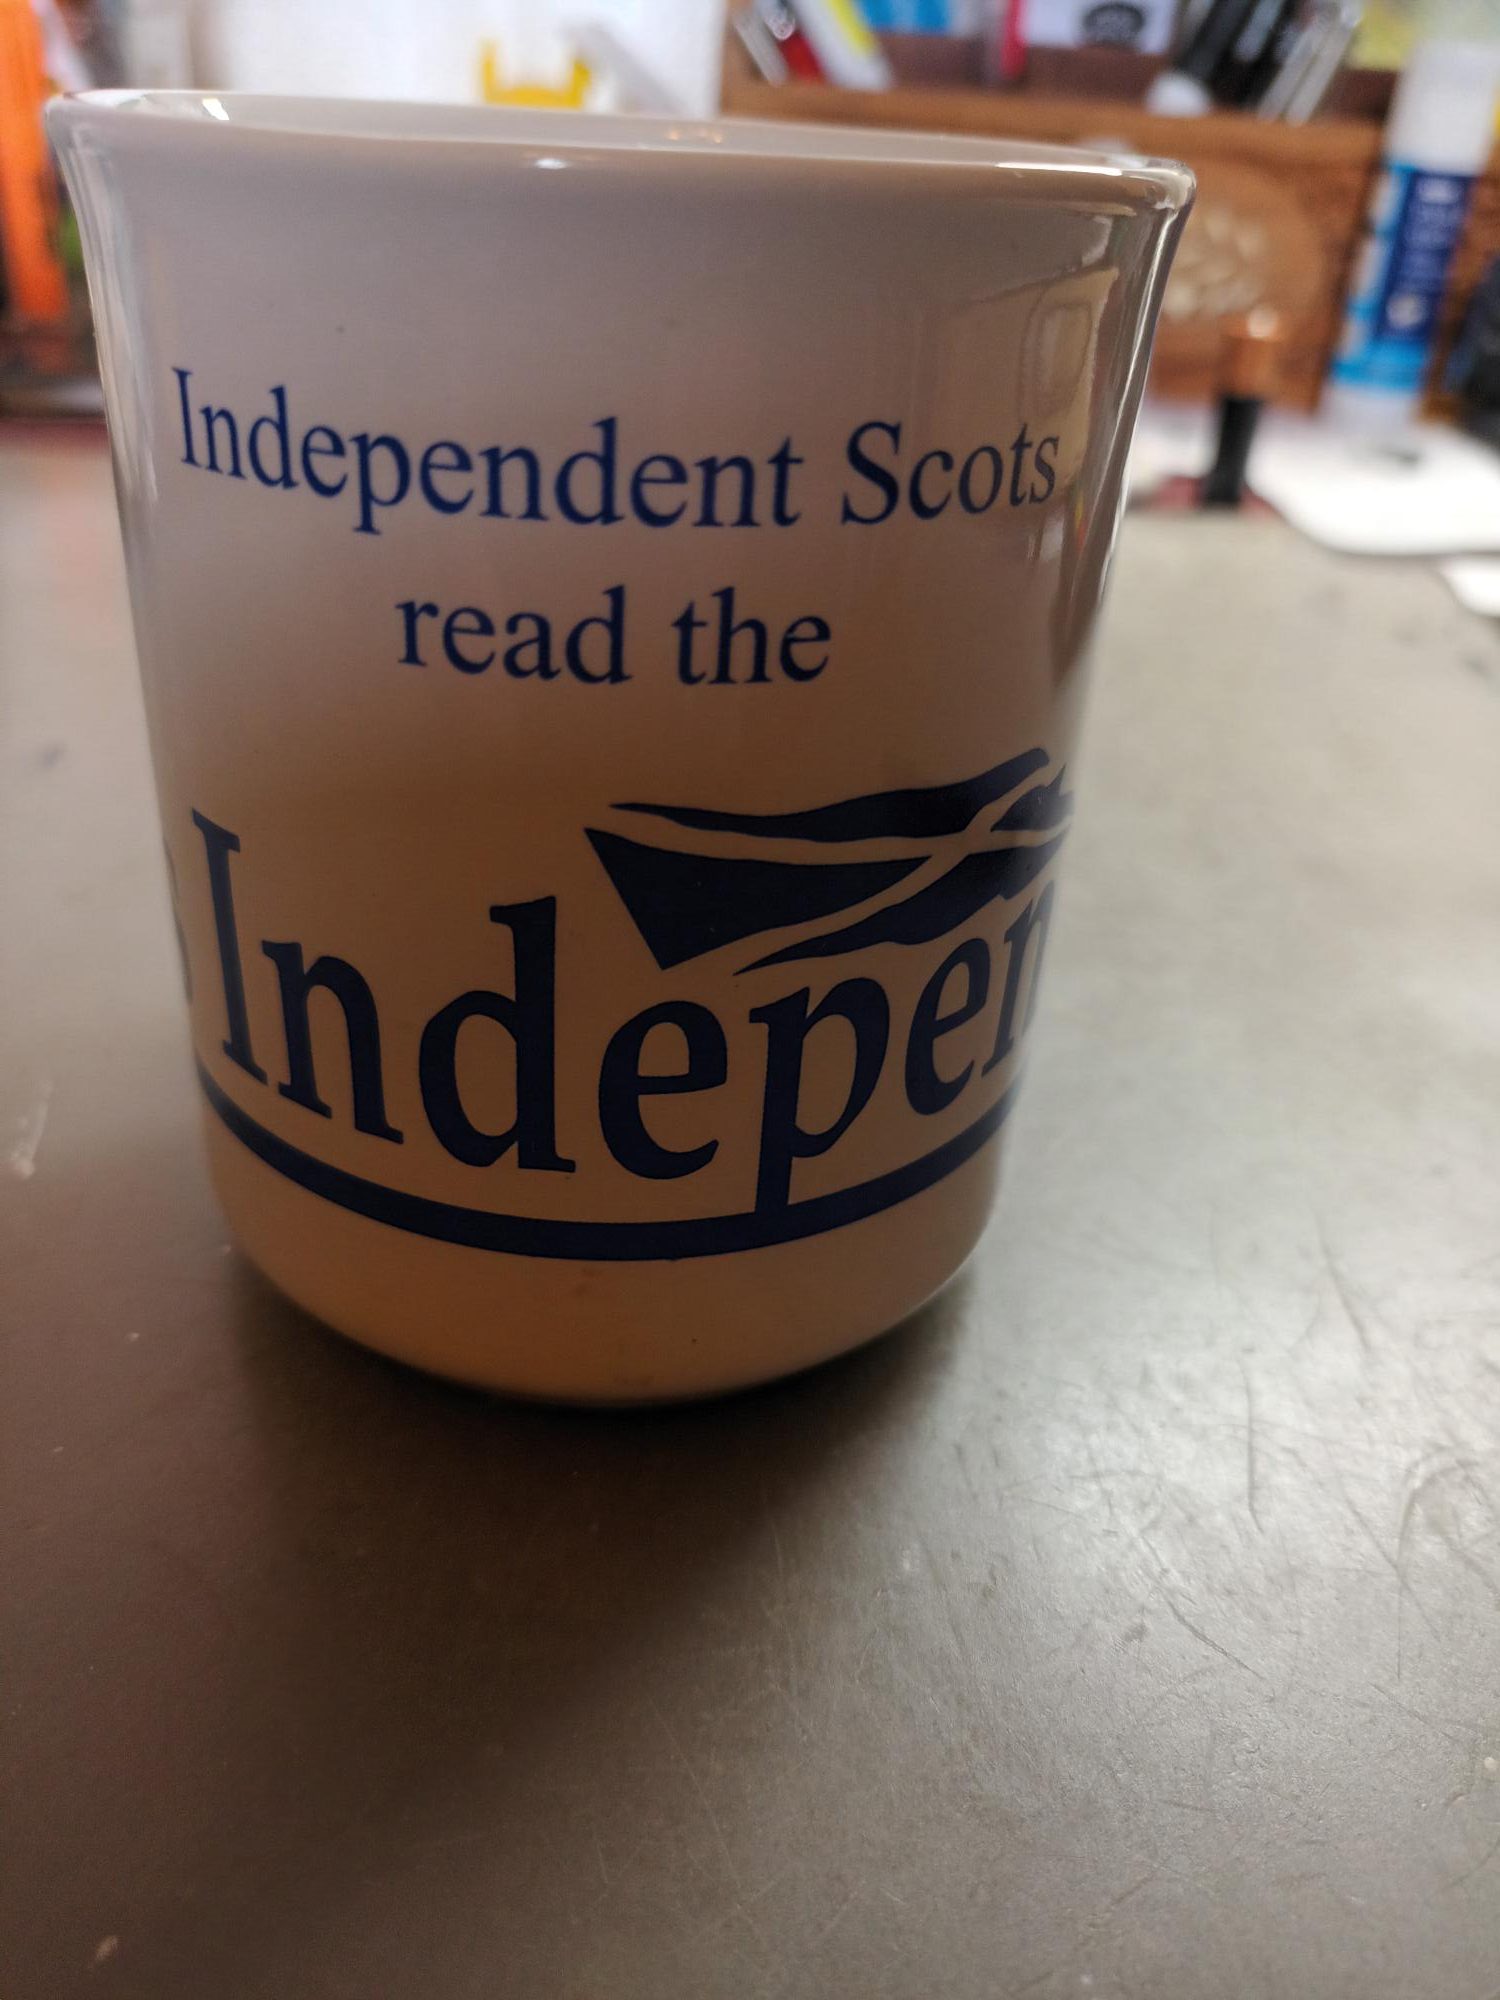 Independent Scots
read the
Indepen